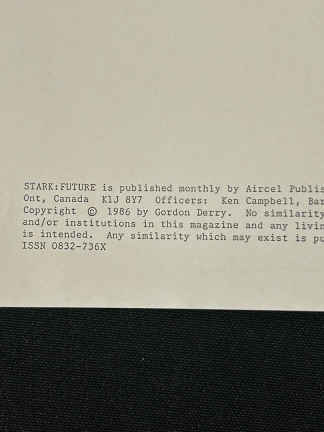 STARK:FUTURE is published monthly by Aircel Publis
Ont, Canada K1J 8Y7 Officers: Ken Campbell, Bar
Copyright © 1986 by Gordon Derry. No similarity
and/or institutions in this magazine and any livin
is intended. Any similarity which may exist is pu
ISSN 0832-736X